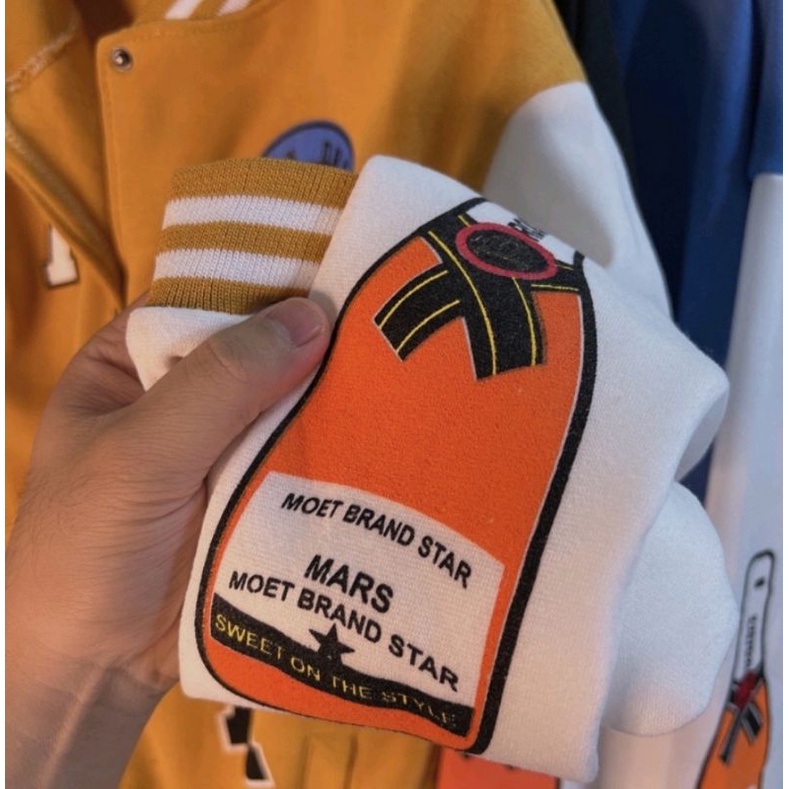 MOET BRAND STAR
MARS
MOET BRAND STAR
SWEET ON THE STYLE